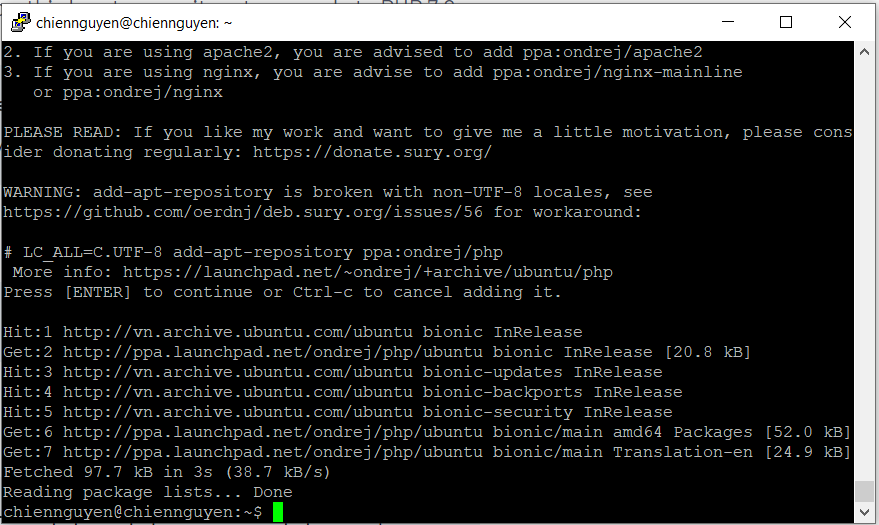 chiennguyen@chiennguyen: ~
2. If you are using apache2, you are advised to add ppa:ondrej/apache2
3. If you are using nginx, you are advise to add ppa:ondrej/nginx-mainline
   or ppa:ondrej/nginx
PLEASE READ: If you like my work and want to give me a little motivation, please cons
ider donating regularly: https://donate.sury.org/
WARNING: add-apt-repository is broken with non-UTF-8 locales, see
https://github.com/oerdnj/deb.sury.org/issues/56 for workaround:
# LC_ALL=C.UTF-8 add-apt-repository ppa:ondrej/php
 More info: https://launchpad.net/~ondrej/+archive/ubuntu/php
Press [ENTER] to continue or Ctrl-c to cancel adding it.
Hit:1 http://vn.archive.ubuntu.com/ubuntu bionic InRelease
Get:2 http://ppa.launchpad.net/ondrej/php/ubuntu bionic InRelease [20.8 kB]
Hit:3 http://vn.archive.ubuntu.com/ubuntu bionic-updates InRelease
Hit:4 http://vn.archive.ubuntu.com/ubuntu bionic-backports InRelease
Hit:5 http://vn.archive.ubuntu.com/ubuntu bionic-security InRelease
Get:6 http://ppa.launchpad.net/ondrej/php/ubuntu bionic/main amd64 Packages [52.0 kB]
Get:7 http://ppa.launchpad.net/ondrej/php/ubuntu bionic/main Translation-en [24.9 kB]
Fetched 97.7 kB in 3s (38.7 kB/s)
Reading package lists... Done
chiennguyen@chiennguyen:~$